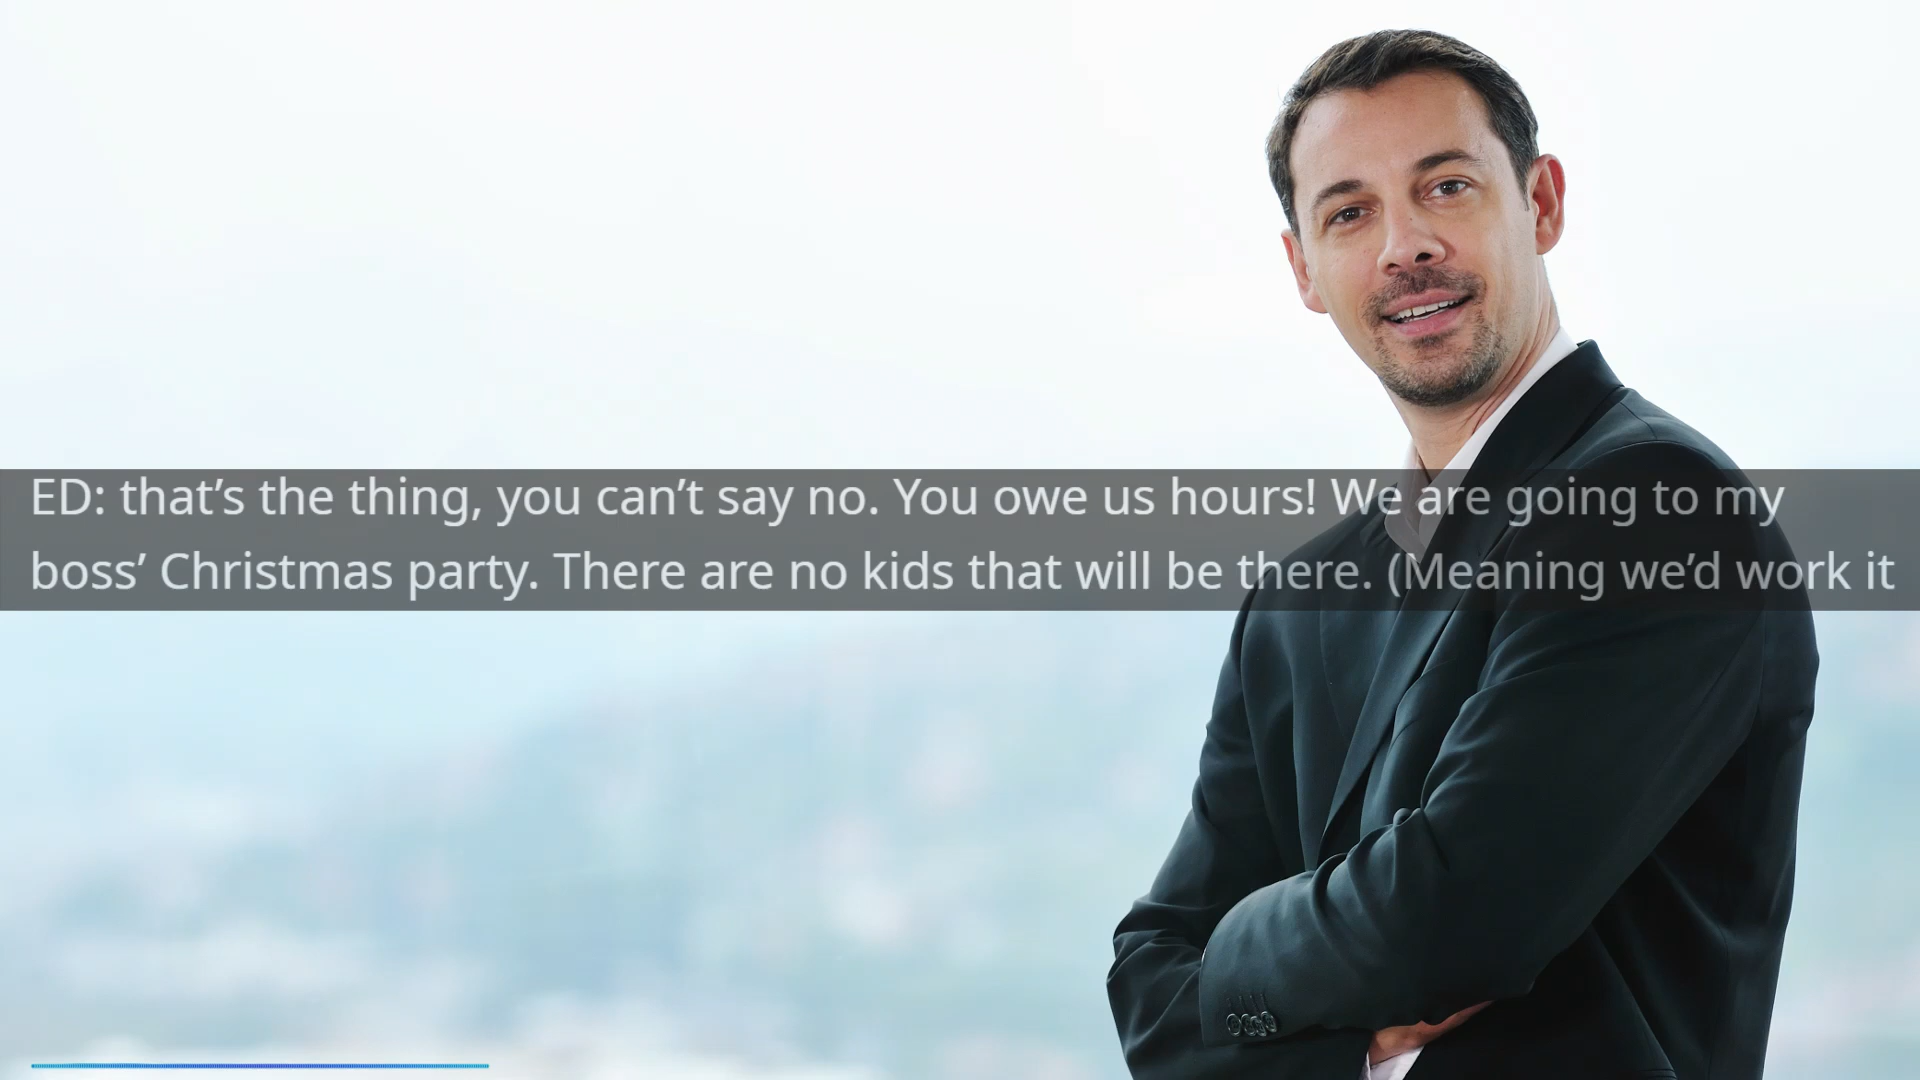 ED: that’s the thing, you can’t say no. You owe us hours! We are going to my
boss’ Christmas party. There are no kids that will be there. (Meaning we’d work it